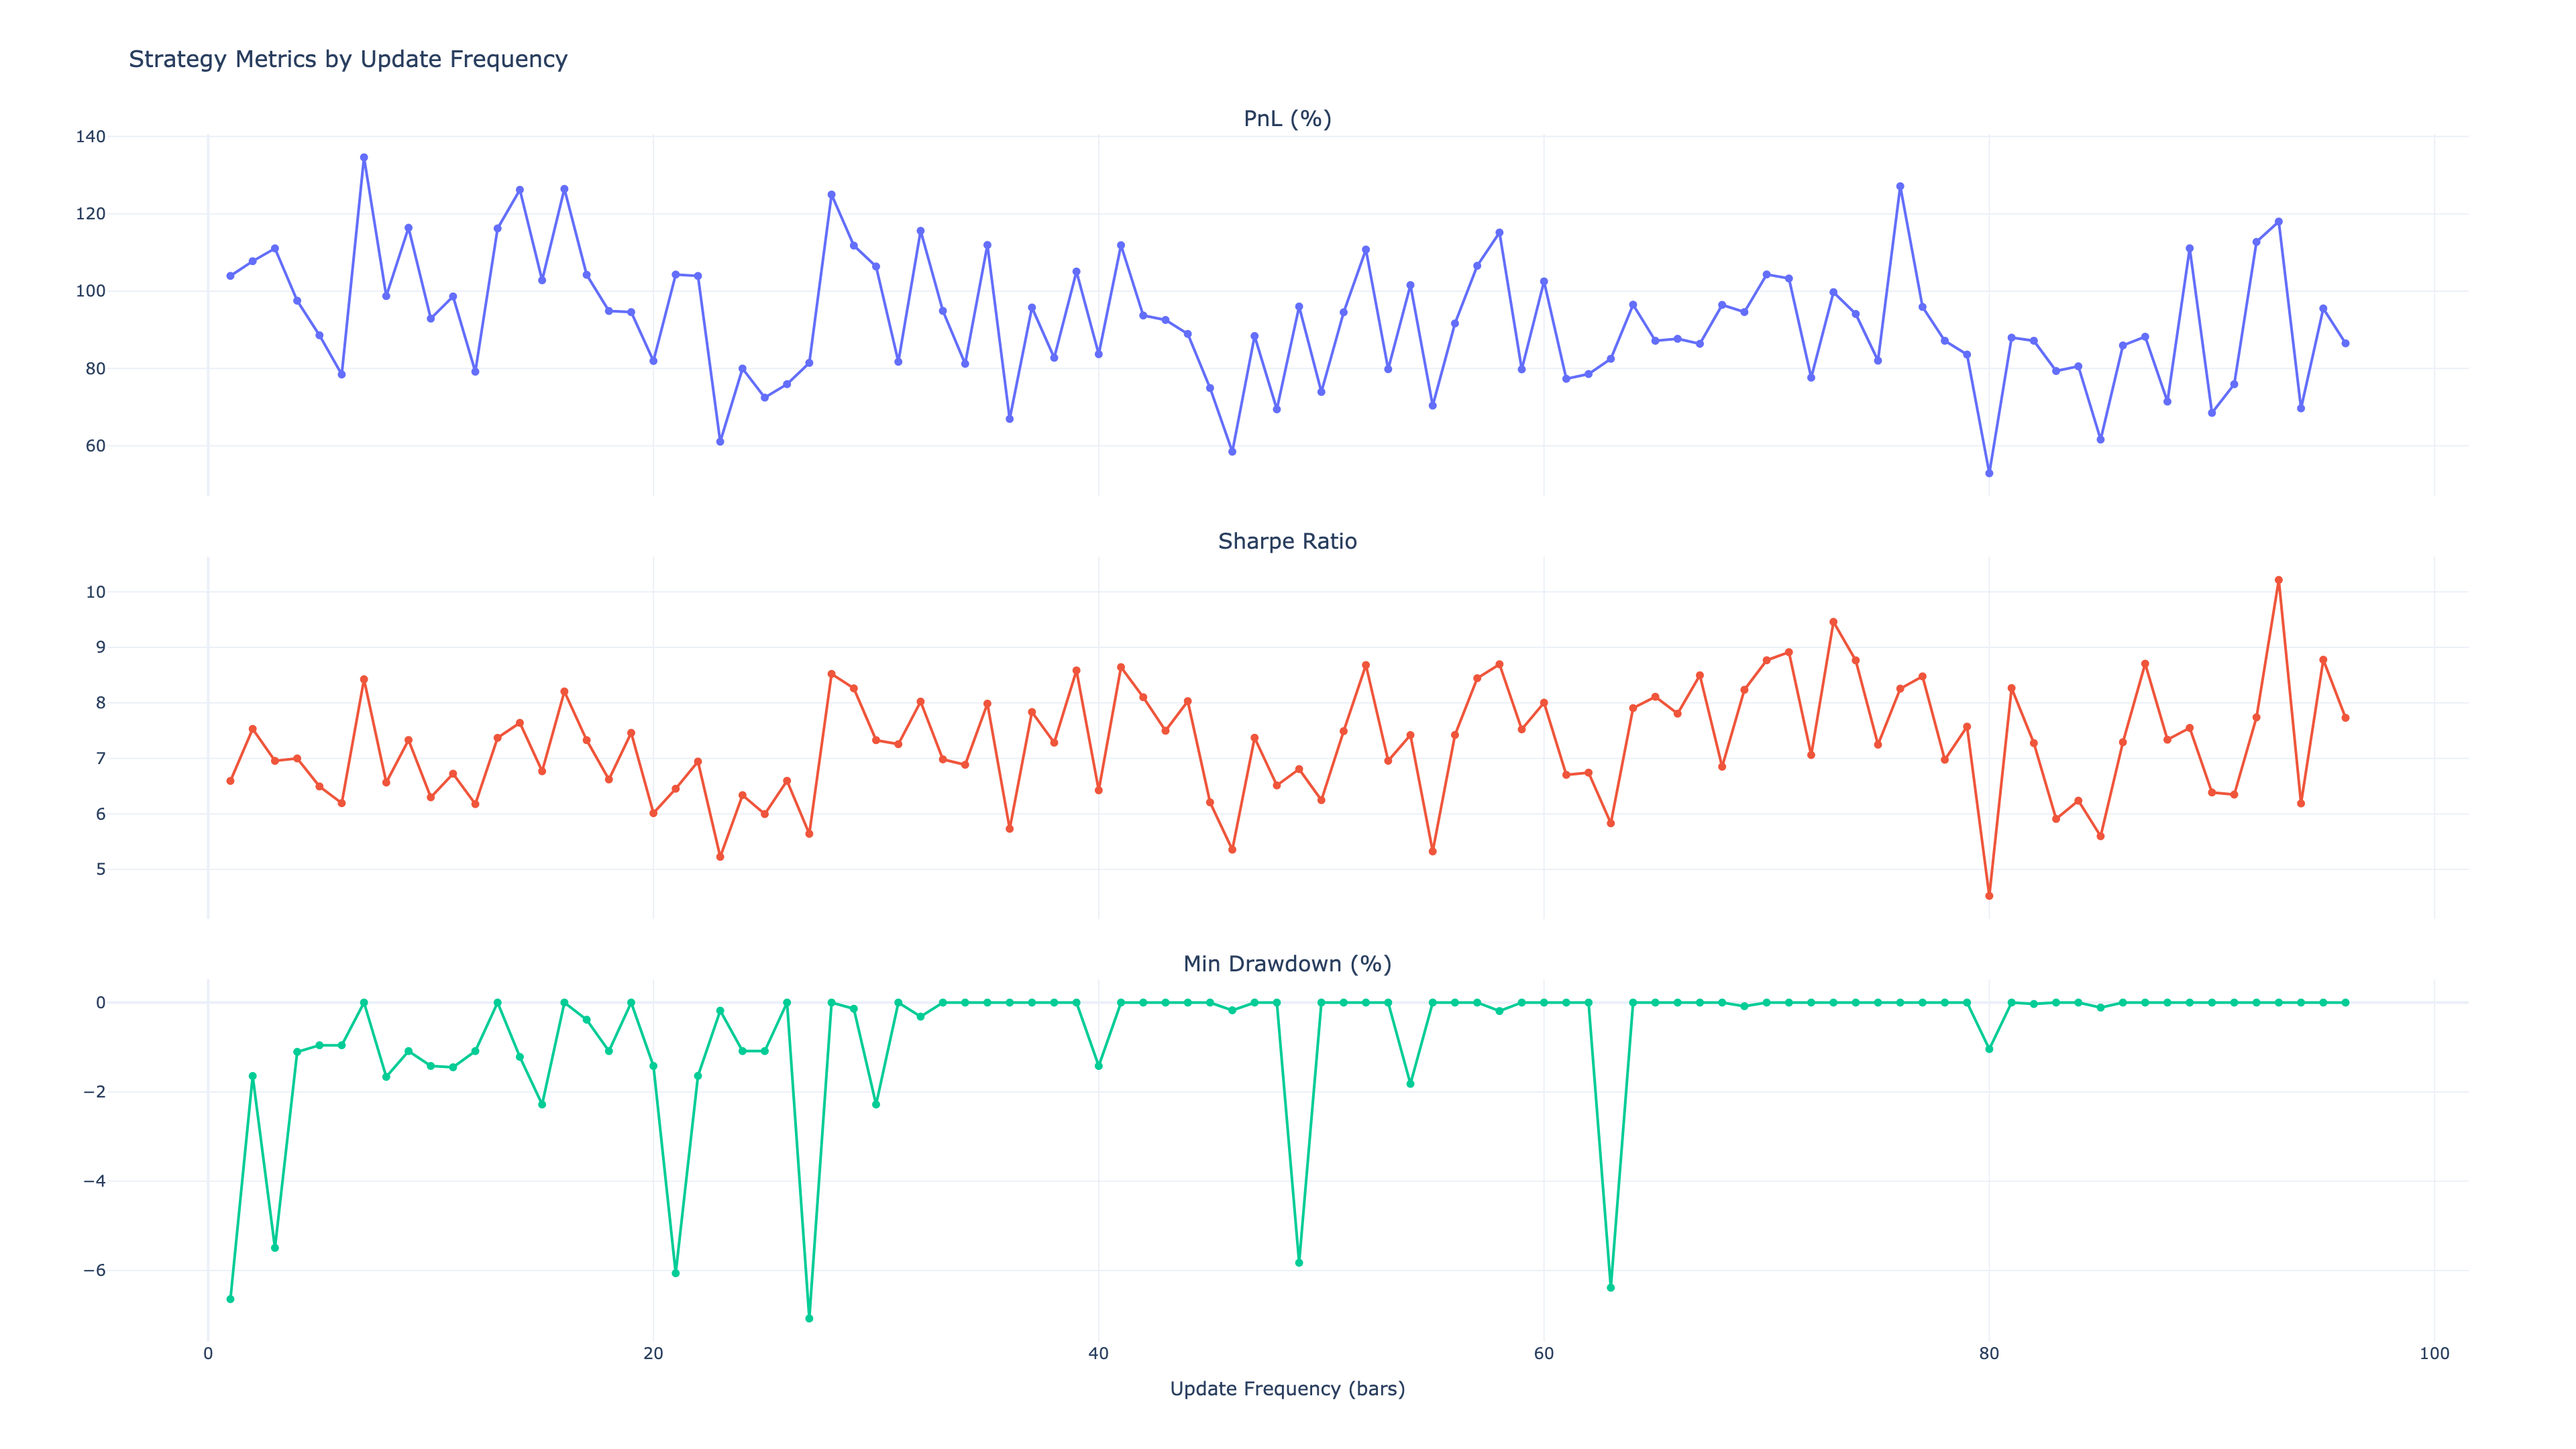 Strategy Metrics by Update Frequency
PnL (%)
140
120
100
80
60
Sharpe Ratio
10
9
8
7
6
5
Min Drawdown (%)
0
−2
−4
−6
0 20 40 60 80 100
Update Frequency (bars)